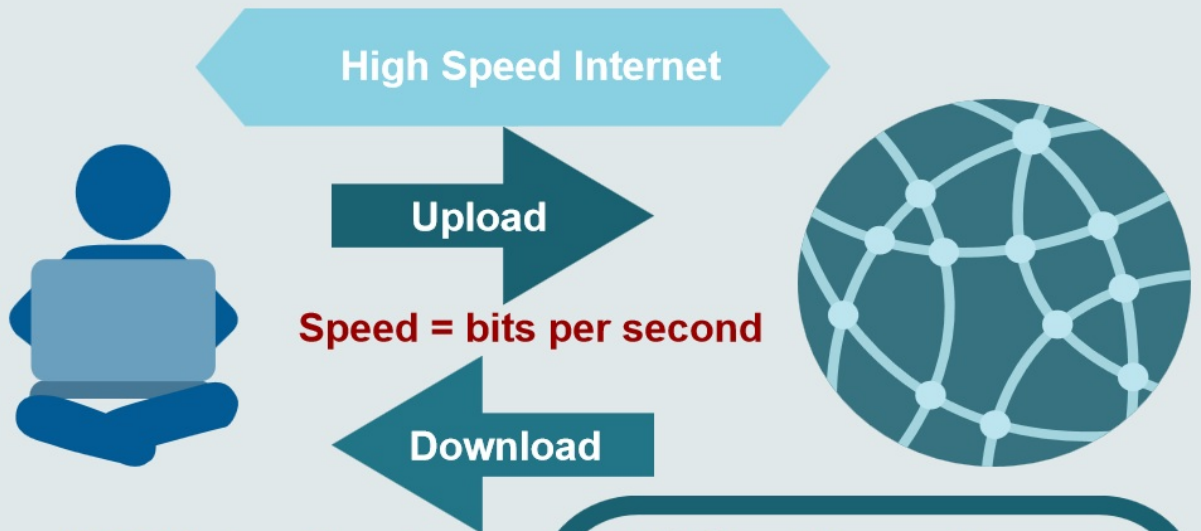 High Speed Internet
Upload
Speed = bits per second
Download